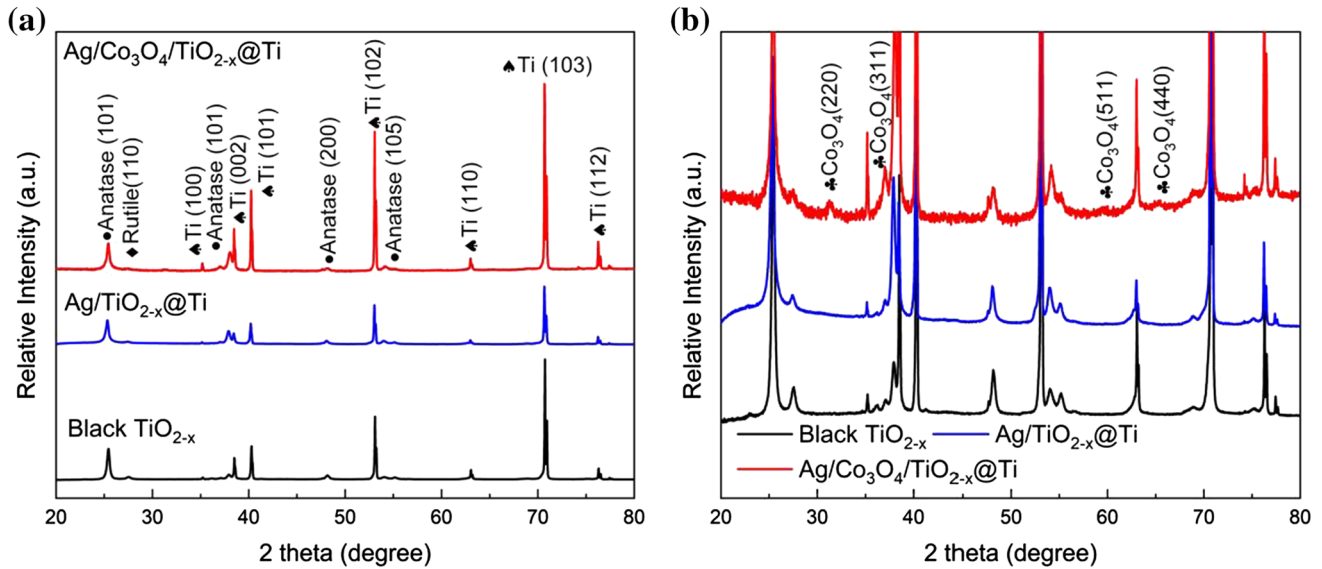 (a)
Ag/Co₃O₄/TiO₂₋ₓ@Ti
Anatase (101)
Rutile(110)
Ti (100)
Anatase (101)
Ti (002)
Ti (101)
Anatase (200)
Ti (102)
Anatase (105)
Ti (110)
Ti (103)
Ti (112)
Ag/TiO₂₋ₓ@Ti
Black TiO₂₋ₓ
Relative Intensity (a.u.)
20 30 40 50 60 70 80
2 theta (degree)
(b)
Co₃O₄(220)
Co₃O₄(311)
Co₃O₄(511)
Co₃O₄(440)
Black TiO₂₋ₓ
Ag/TiO₂₋ₓ@Ti
Ag/Co₃O₄/TiO₂₋ₓ@Ti
Relative Intensity (a.u.)
20 30 40 50 60 70 80
2 theta (degree)